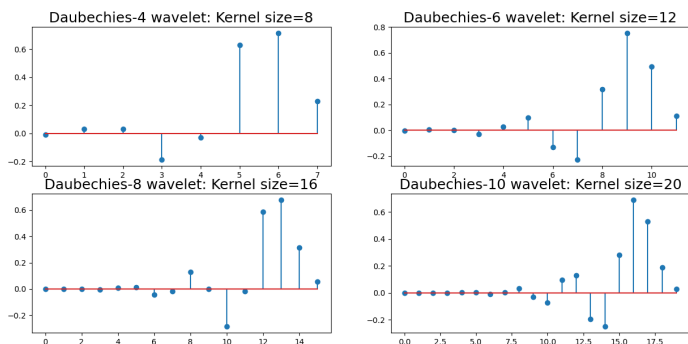 Daubechies-4 wavelet: Kernel size=8
0.6
0.4
0.2
0.0
−0.2
0 1 2 3 4 5 6 7
Daubechies-6 wavelet: Kernel size=12
0.8
0.6
0.4
0.2
0.0
−0.2
0 2 4 6 8 10
Daubechies-8 wavelet: Kernel size=16
0.6
0.4
0.2
0.0
−0.2
0 2 4 6 8 10 12 14
Daubechies-10 wavelet: Kernel size=20
0.6
0.4
0.2
0.0
−0.2
0.0 2.5 5.0 7.5 10.0 12.5 15.0 17.5